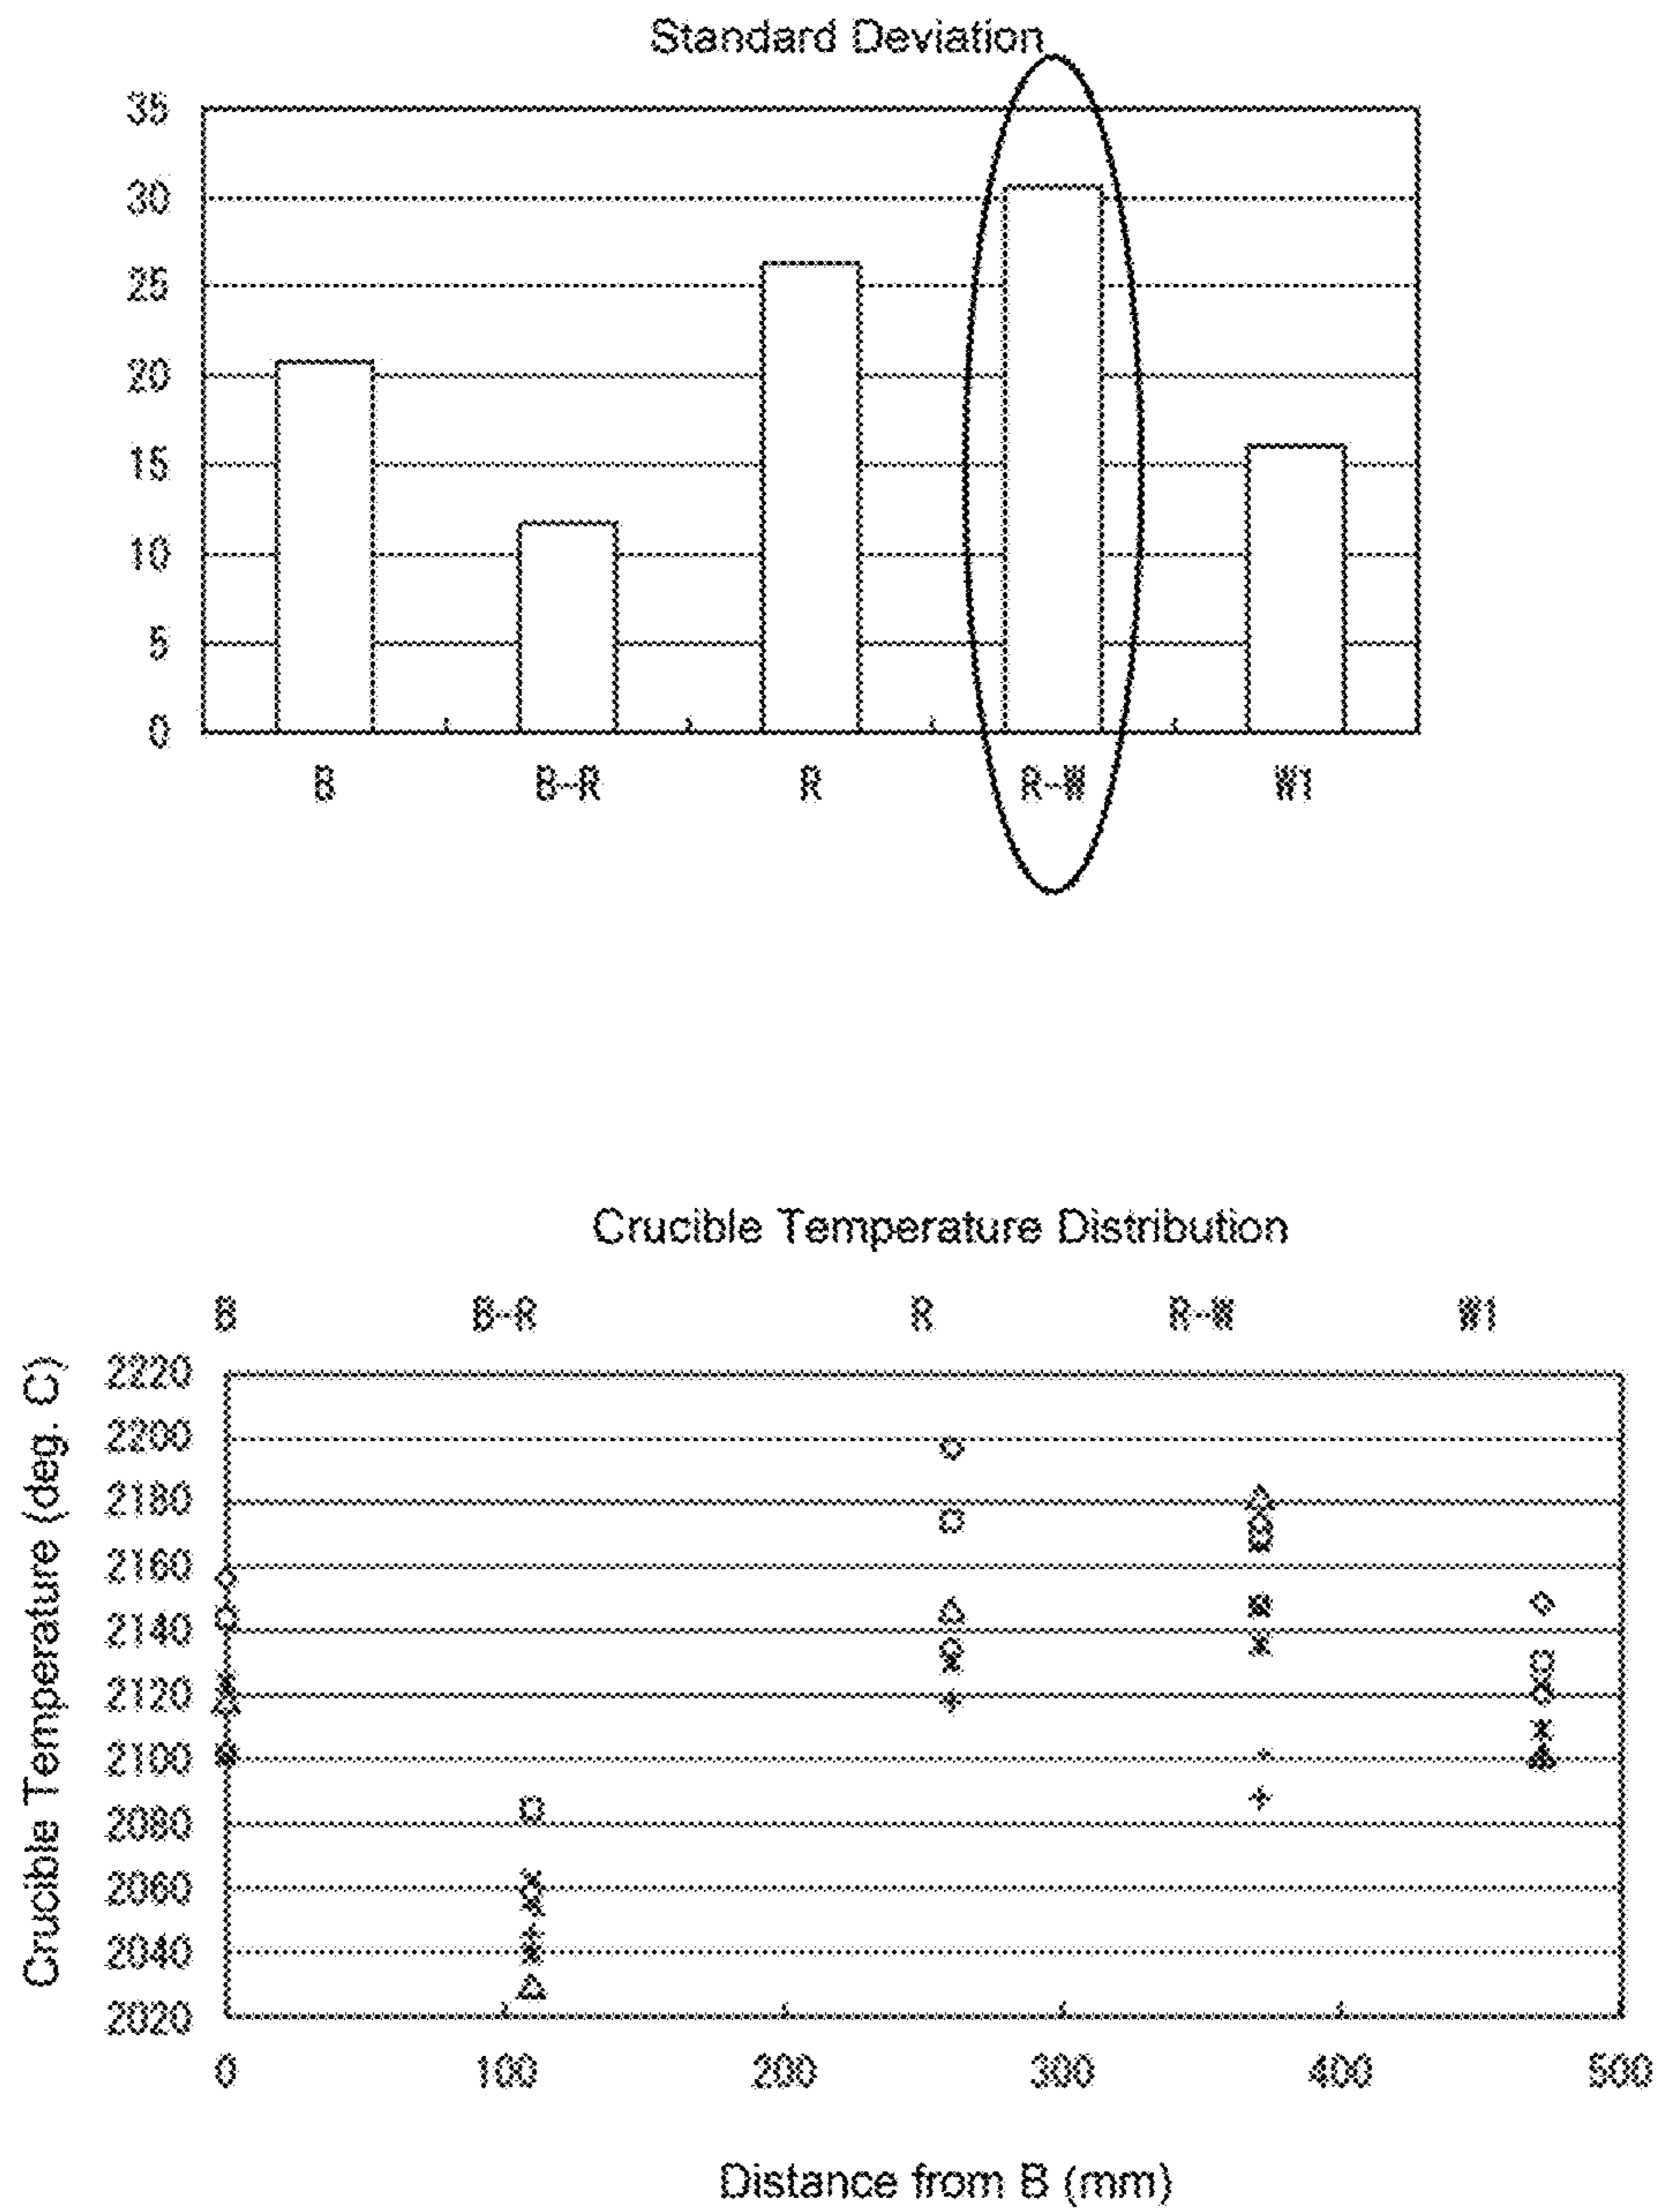 Standard Deviation
35
30
25
20
15
10
5
0
B B-R R R-W W1
Crucible Temperature Distribution
B B-R R R-W W1
Crucible Temperature (deg. C)
2220
2200
2180
2160
2140
2120
2100
2080
2060
2040
2020
0 100 200 300 400 500
Distance from B (mm)